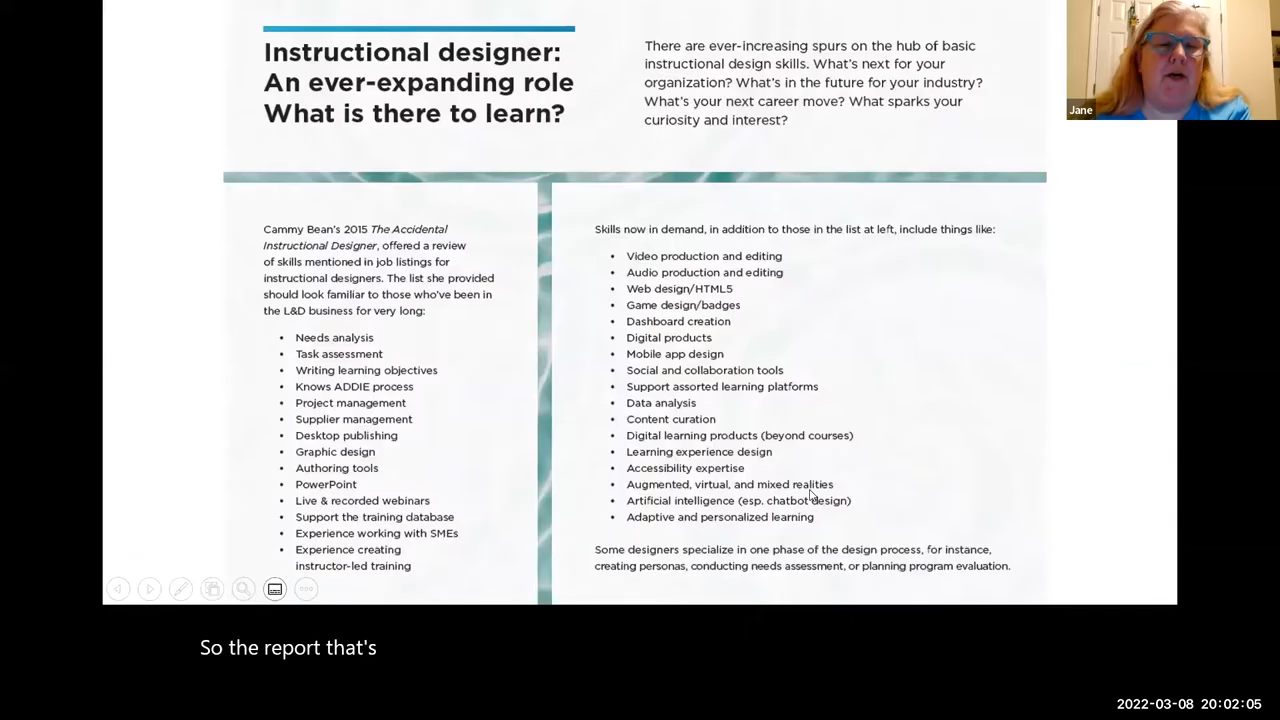 Instructional designer:
An ever-expanding role
What is there to learn?
There are ever-increasing spurs on the hub of basic
instructional design skills. What's next for your
organization? What's in the future for your industry?
What's your next career move? What sparks your
curiosity and interest?
Jane
Cammy Bean's 2015 The Accidental
Instructional Designer, offered a review
of skills mentioned in job listings for
instructional designers. The list she provided
should look familiar to those who've been in
the L&D business for very long:
• Needs analysis
• Task assessment
• Writing learning objectives
• Knows ADDIE process
• Project management
• Supplier management
• Desktop publishing
• Graphic design
• Authoring tools
• PowerPoint
• Live & recorded webinars
• Support the training database
• Experience working with SMEs
• Experience creating
instructor-led training
Skills now in demand, in addition to those in the list at left, include things like:
• Video production and editing
• Audio production and editing
• Web design/HTML5
• Game design/badges
• Dashboard creation
• Digital products
• Mobile app design
• Social and collaboration tools
• Support assorted learning platforms
• Data analysis
• Content curation
• Digital learning products (beyond courses)
• Learning experience design
• Accessibility expertise
• Augmented, virtual, and mixed realities
• Artificial intelligence (esp. chatbot design)
• Adaptive and personalized learning
Some designers specialize in one phase of the design process, for instance,
creating personas, conducting needs assessment, or planning program evaluation.
So the report that's
2022-03-08 20:02:05